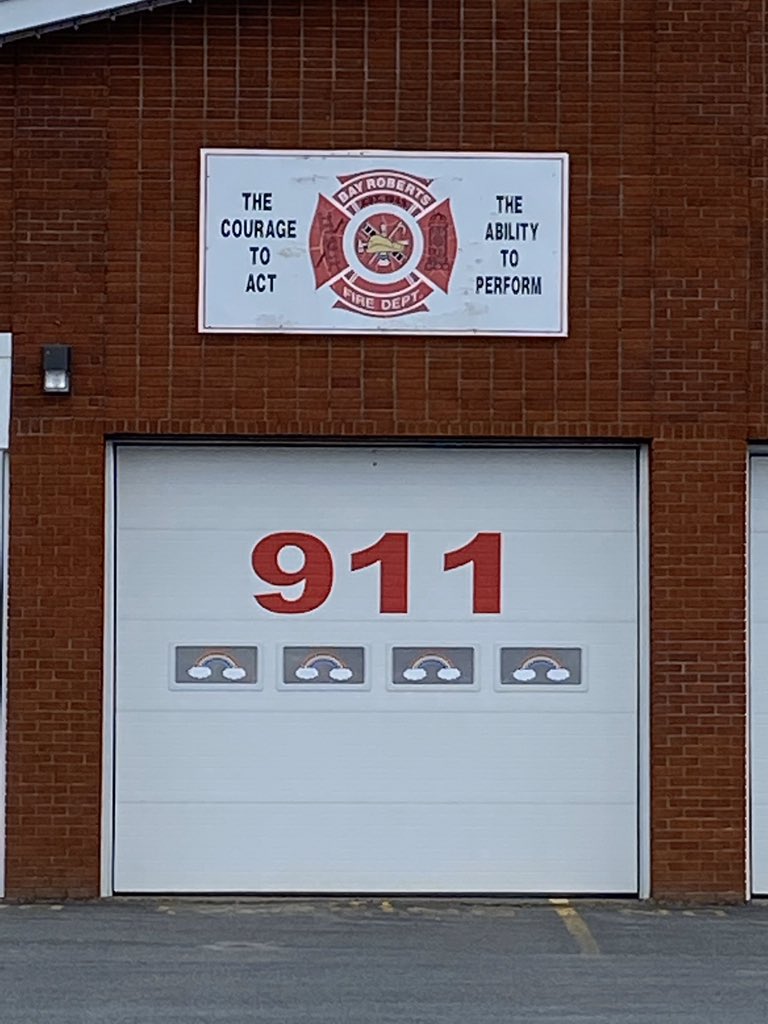 THE
COURAGE
TO
ACT
BAY ROBERTS
FIRE DEPT.
THE
ABILITY
TO
PERFORM
911